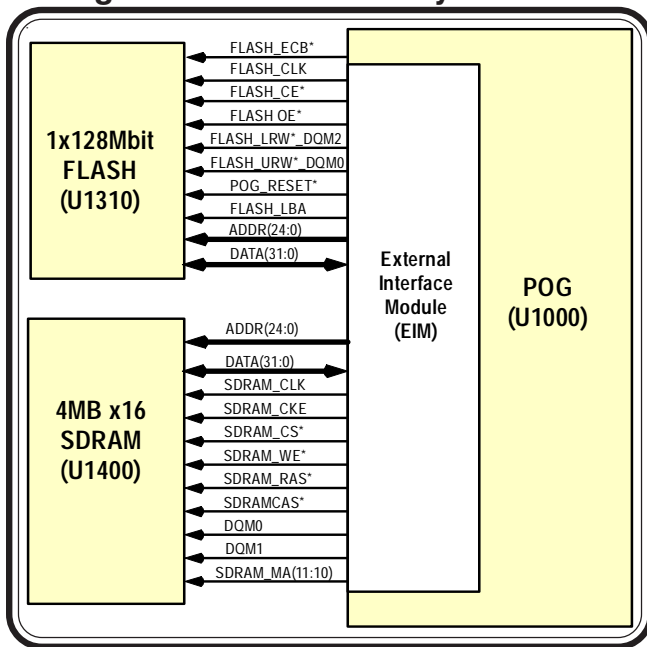 FLASH_ECB*
FLASH_CLK
FLASH_CE*
FLASH OE*
FLASH_LRW*_DQM2
FLASH_URW*_DQM0
POG_RESET*
FLASH_LBA
ADDR(24:0)
DATA(31:0)
1x128Mbit
FLASH
(U1310)
External
Interface
Module
(EIM)
POG
(U1000)
ADDR(24:0)
DATA(31:0)
SDRAM_CLK
SDRAM_CKE
SDRAM_CS*
SDRAM_WE*
SDRAM_RAS*
SDRAMCAS*
DQM0
DQM1
SDRAM_MA(11:10)
4MB x16
SDRAM
(U1400)